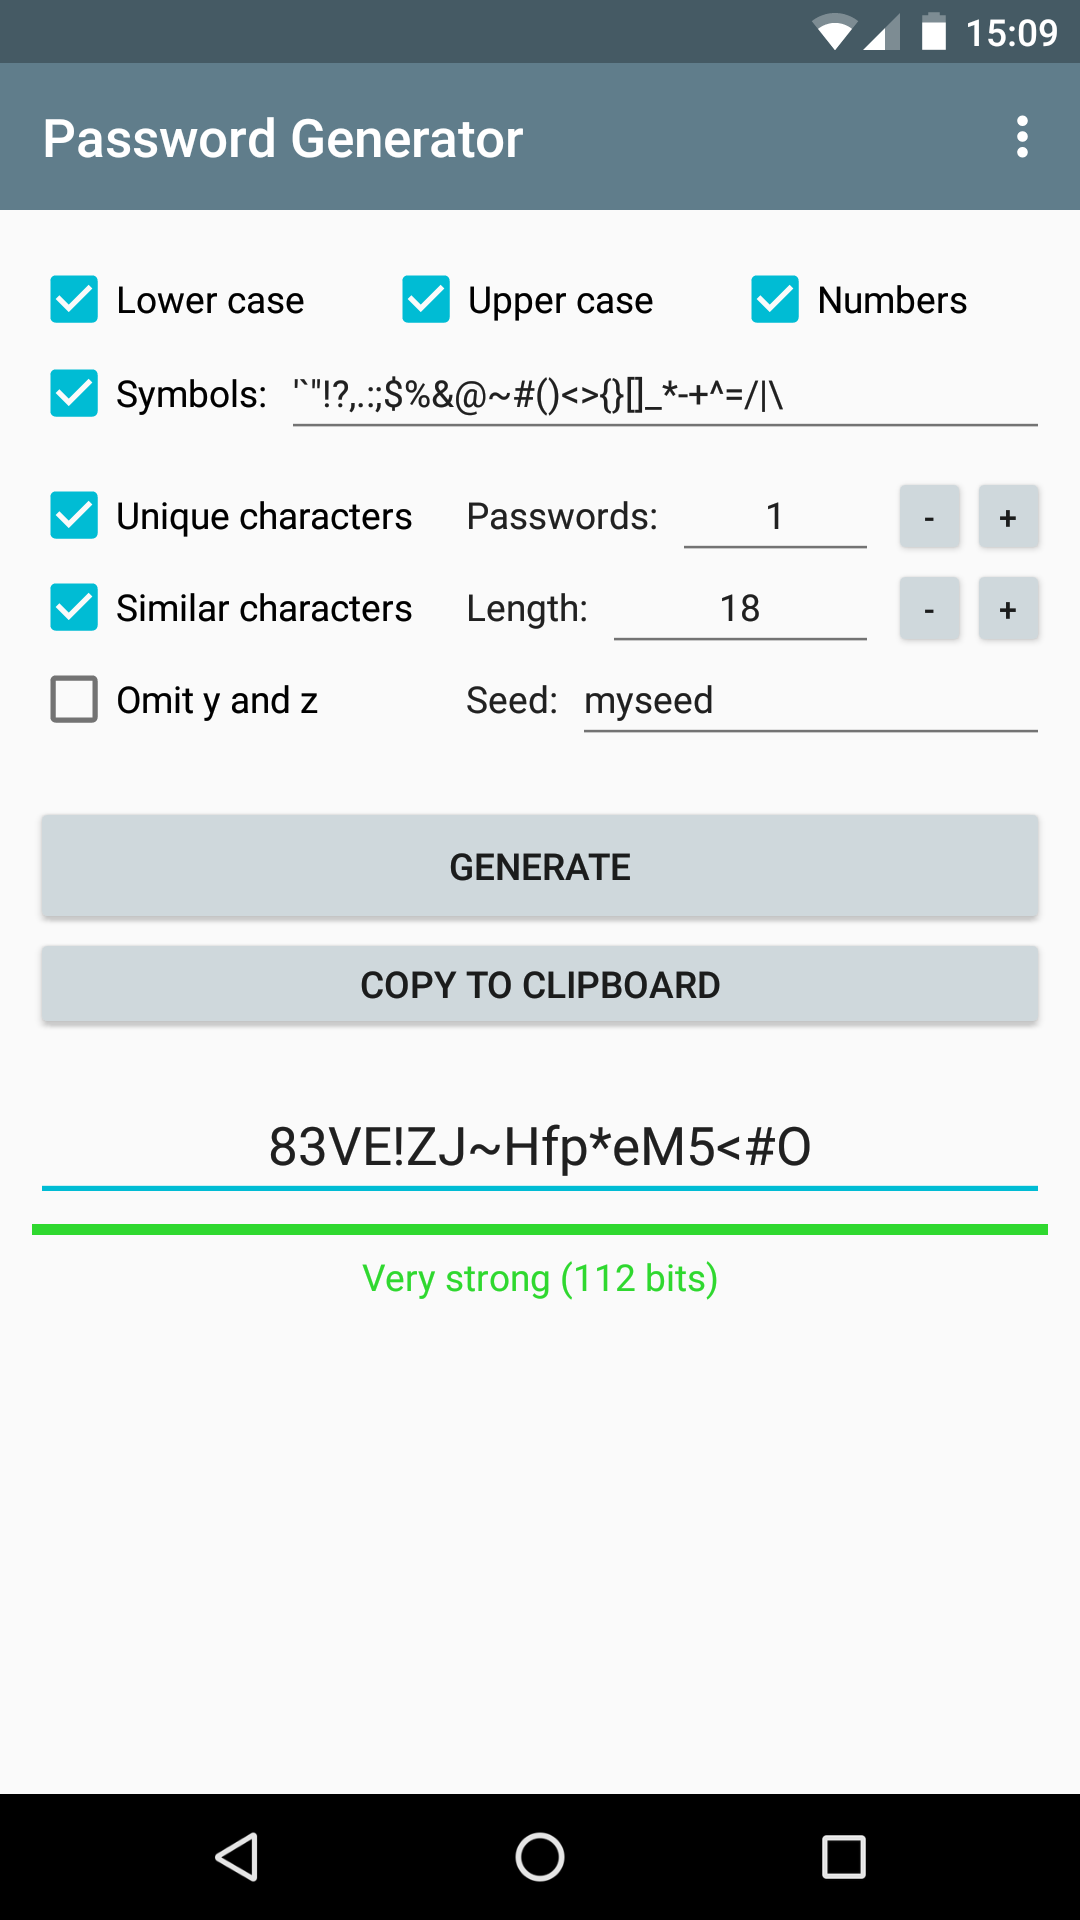 15:09
Password Generator
Lower case Upper case Numbers
Symbols: '`"!?,.:;$%&@~#()<>{}[]_*-+^=/|\
Unique characters Passwords: 1 - +
Similar characters Length: 18 - +
Omit y and z Seed: myseed
GENERATE
COPY TO CLIPBOARD
83VE!ZJ~Hfp*eM5<#O
Very strong (112 bits)